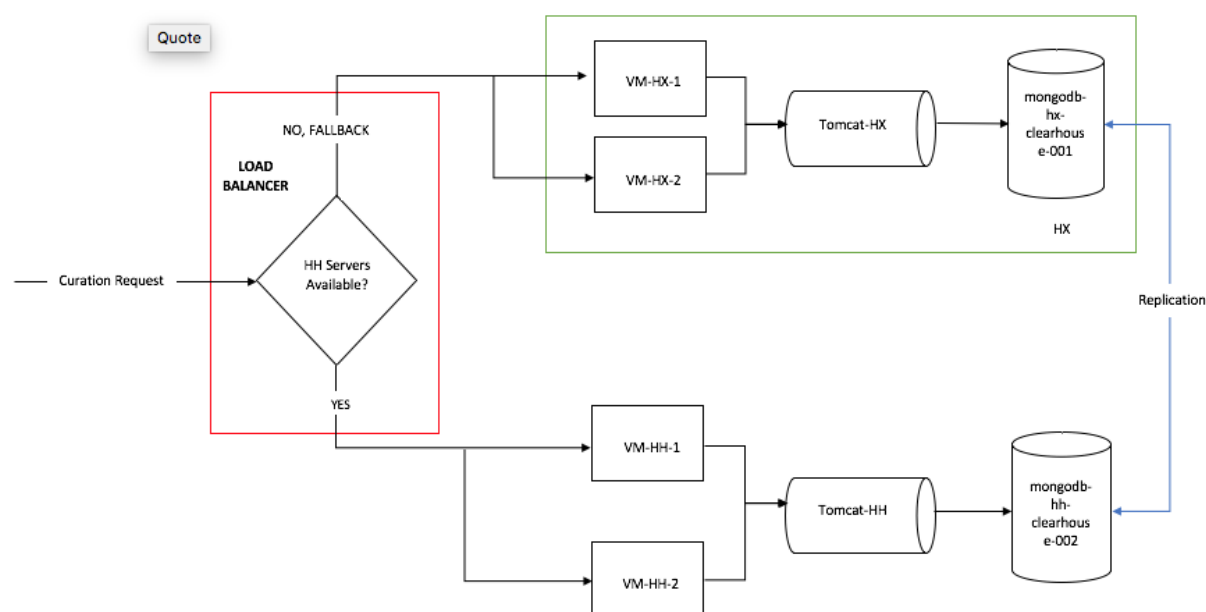 Quote
NO, FALLBACK
LOAD
BALANCER
HH Servers
Available?
Curation Request
YES
VM-HX-1
VM-HX-2
Tomcat-HX
mongodb-
hx-
clearhous
e-001
HX
Replication
VM-HH-1
VM-HH-2
Tomcat-HH
mongodb-
hh-
clearhous
e-002